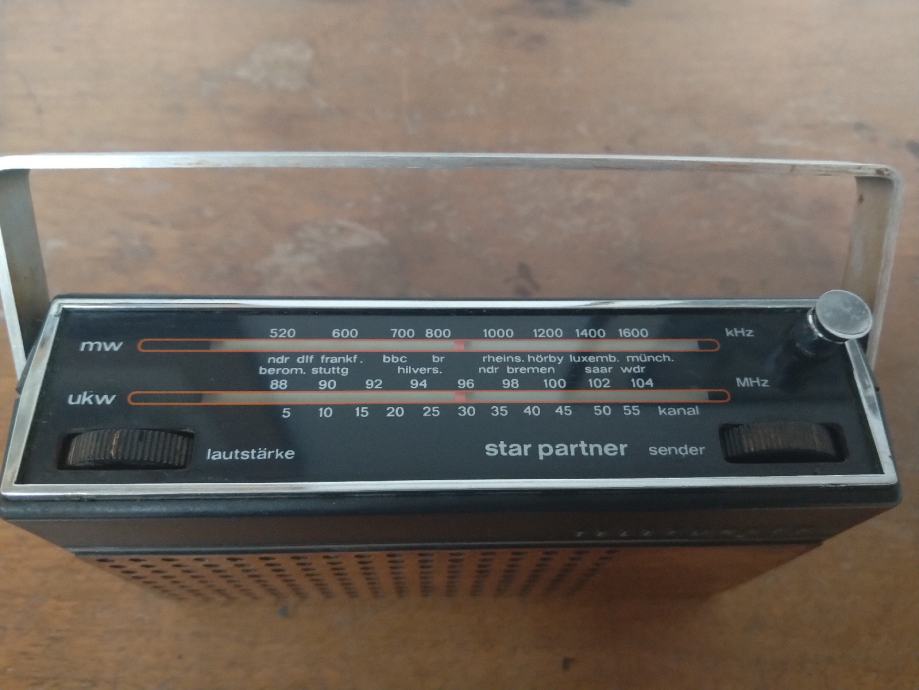 520 600 700 800 1000 1200 1400 1600 kHz
mw
ndr dlf frankf. bbc br rheins. hörby luxemb. münch.
berom. stuttg hilvers. ndr bremen saar wdr
88 90 92 94 96 98 100 102 104 MHz
ukw
5 10 15 20 25 30 35 40 45 50 55 kanal
lautstärke star partner sender
TELEFUNKEN